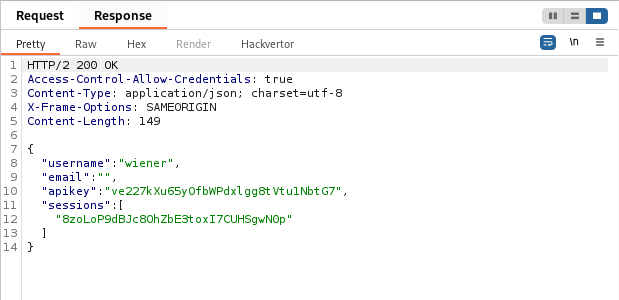 Request Response
Pretty Raw Hex Render Hackvertor \n
1 HTTP/2 200 OK
2 Access-Control-Allow-Credentials: true
3 Content-Type: application/json; charset=utf-8
4 X-Frame-Options: SAMEORIGIN
5 Content-Length: 149
6
7 {
8 "username":"wiener",
9 "email":"",
10 "apikey":"ve227kXu65yOfbWPdxlgg8tVtu1NbtG7",
11 "sessions":[
12 "8zoLoP9dBJc8OhZbE3toxI7CUHSgwN0p"
13 ]
14 }